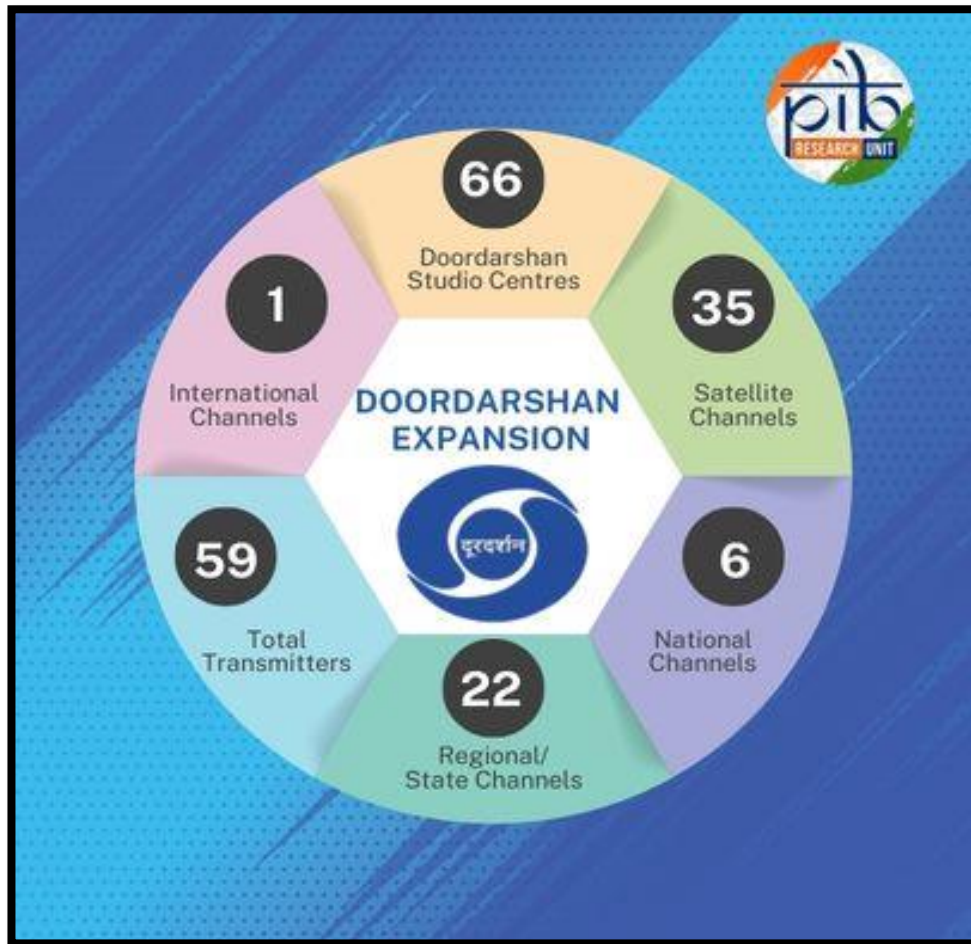 pib
RESEARCH UNIT
66
Doordarshan
Studio Centres
35
Satellite
Channels
6
National
Channels
22
Regional/
State Channels
59
Total
Transmitters
1
International
Channels
DOORDARSHAN
EXPANSION
दूरदर्शन